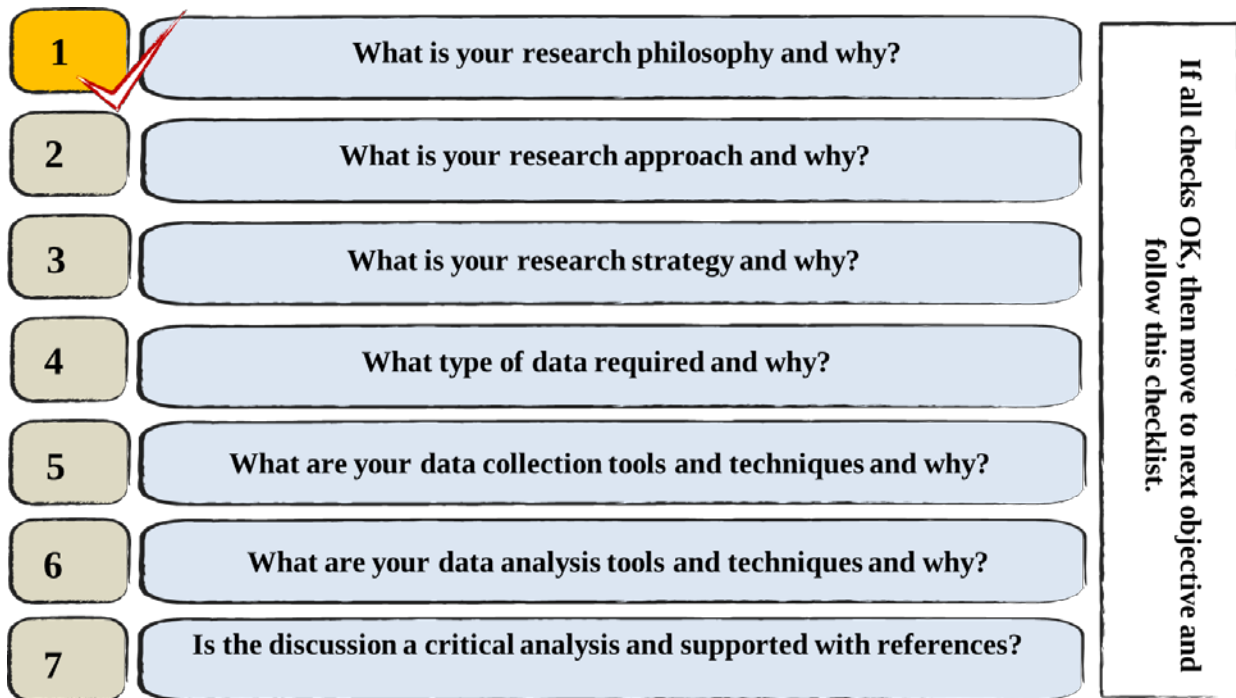 1
What is your research philosophy and why?
2
What is your research approach and why?
3
What is your research strategy and why?
4
What type of data required and why?
5
What are your data collection tools and techniques and why?
6
What are your data analysis tools and techniques and why?
7
Is the discussion a critical analysis and supported with references?
If all checks OK, then move to next objective and
follow this checklist.